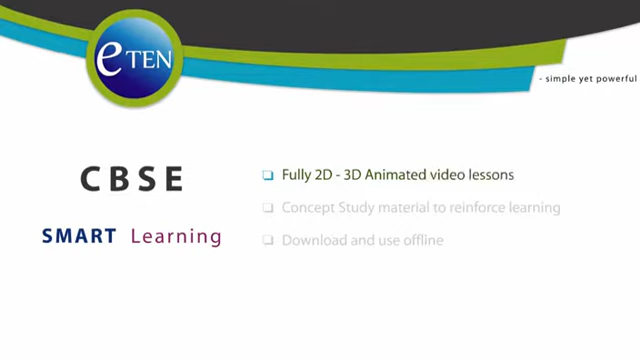 eTEN
- simple yet powerful
CBSE
SMART Learning
Fully 2D - 3D Animated video lessons
Concept Study material to reinforce learning
Download and use offline